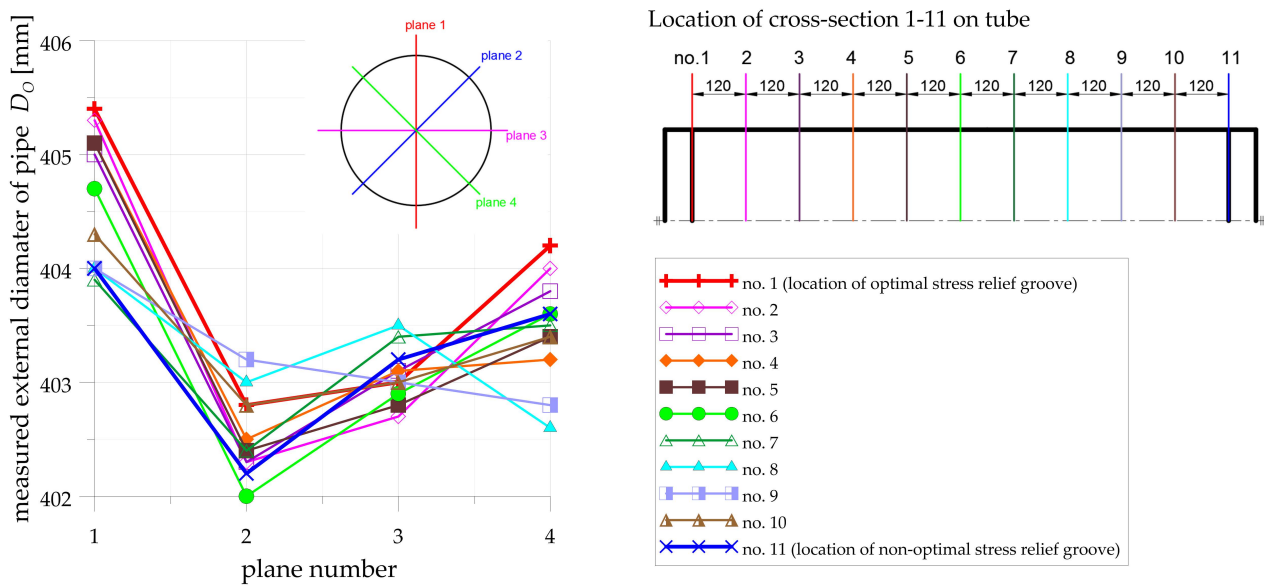 measured external diamater of pipe D_O [mm]
406
405
404
403
402
1
2
3
4
plane number
plane 1
plane 2
plane 3
plane 4
Location of cross-section 1-11 on tube
no.1 2 3 4 5 6 7 8 9 10 11
120 120 120 120 120 120 120 120 120 120
no. 1 (location of optimal stress relief groove)
no. 2
no. 3
no. 4
no. 5
no. 6
no. 7
no. 8
no. 9
no. 10
no. 11 (location of non-optimal stress relief groove)